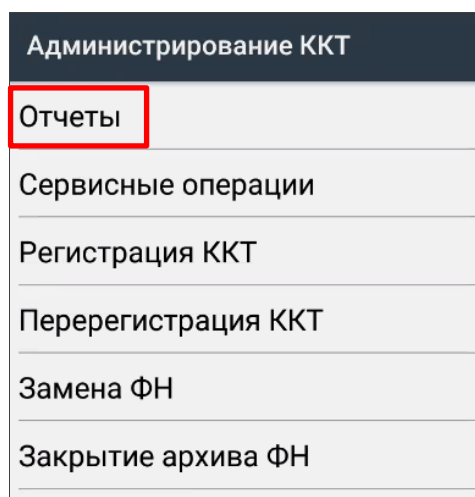 Администрирование ККТ
Отчеты
Сервисные операции
Регистрация ККТ
Перерегистрация ККТ
Замена ФН
Закрытие архива ФН